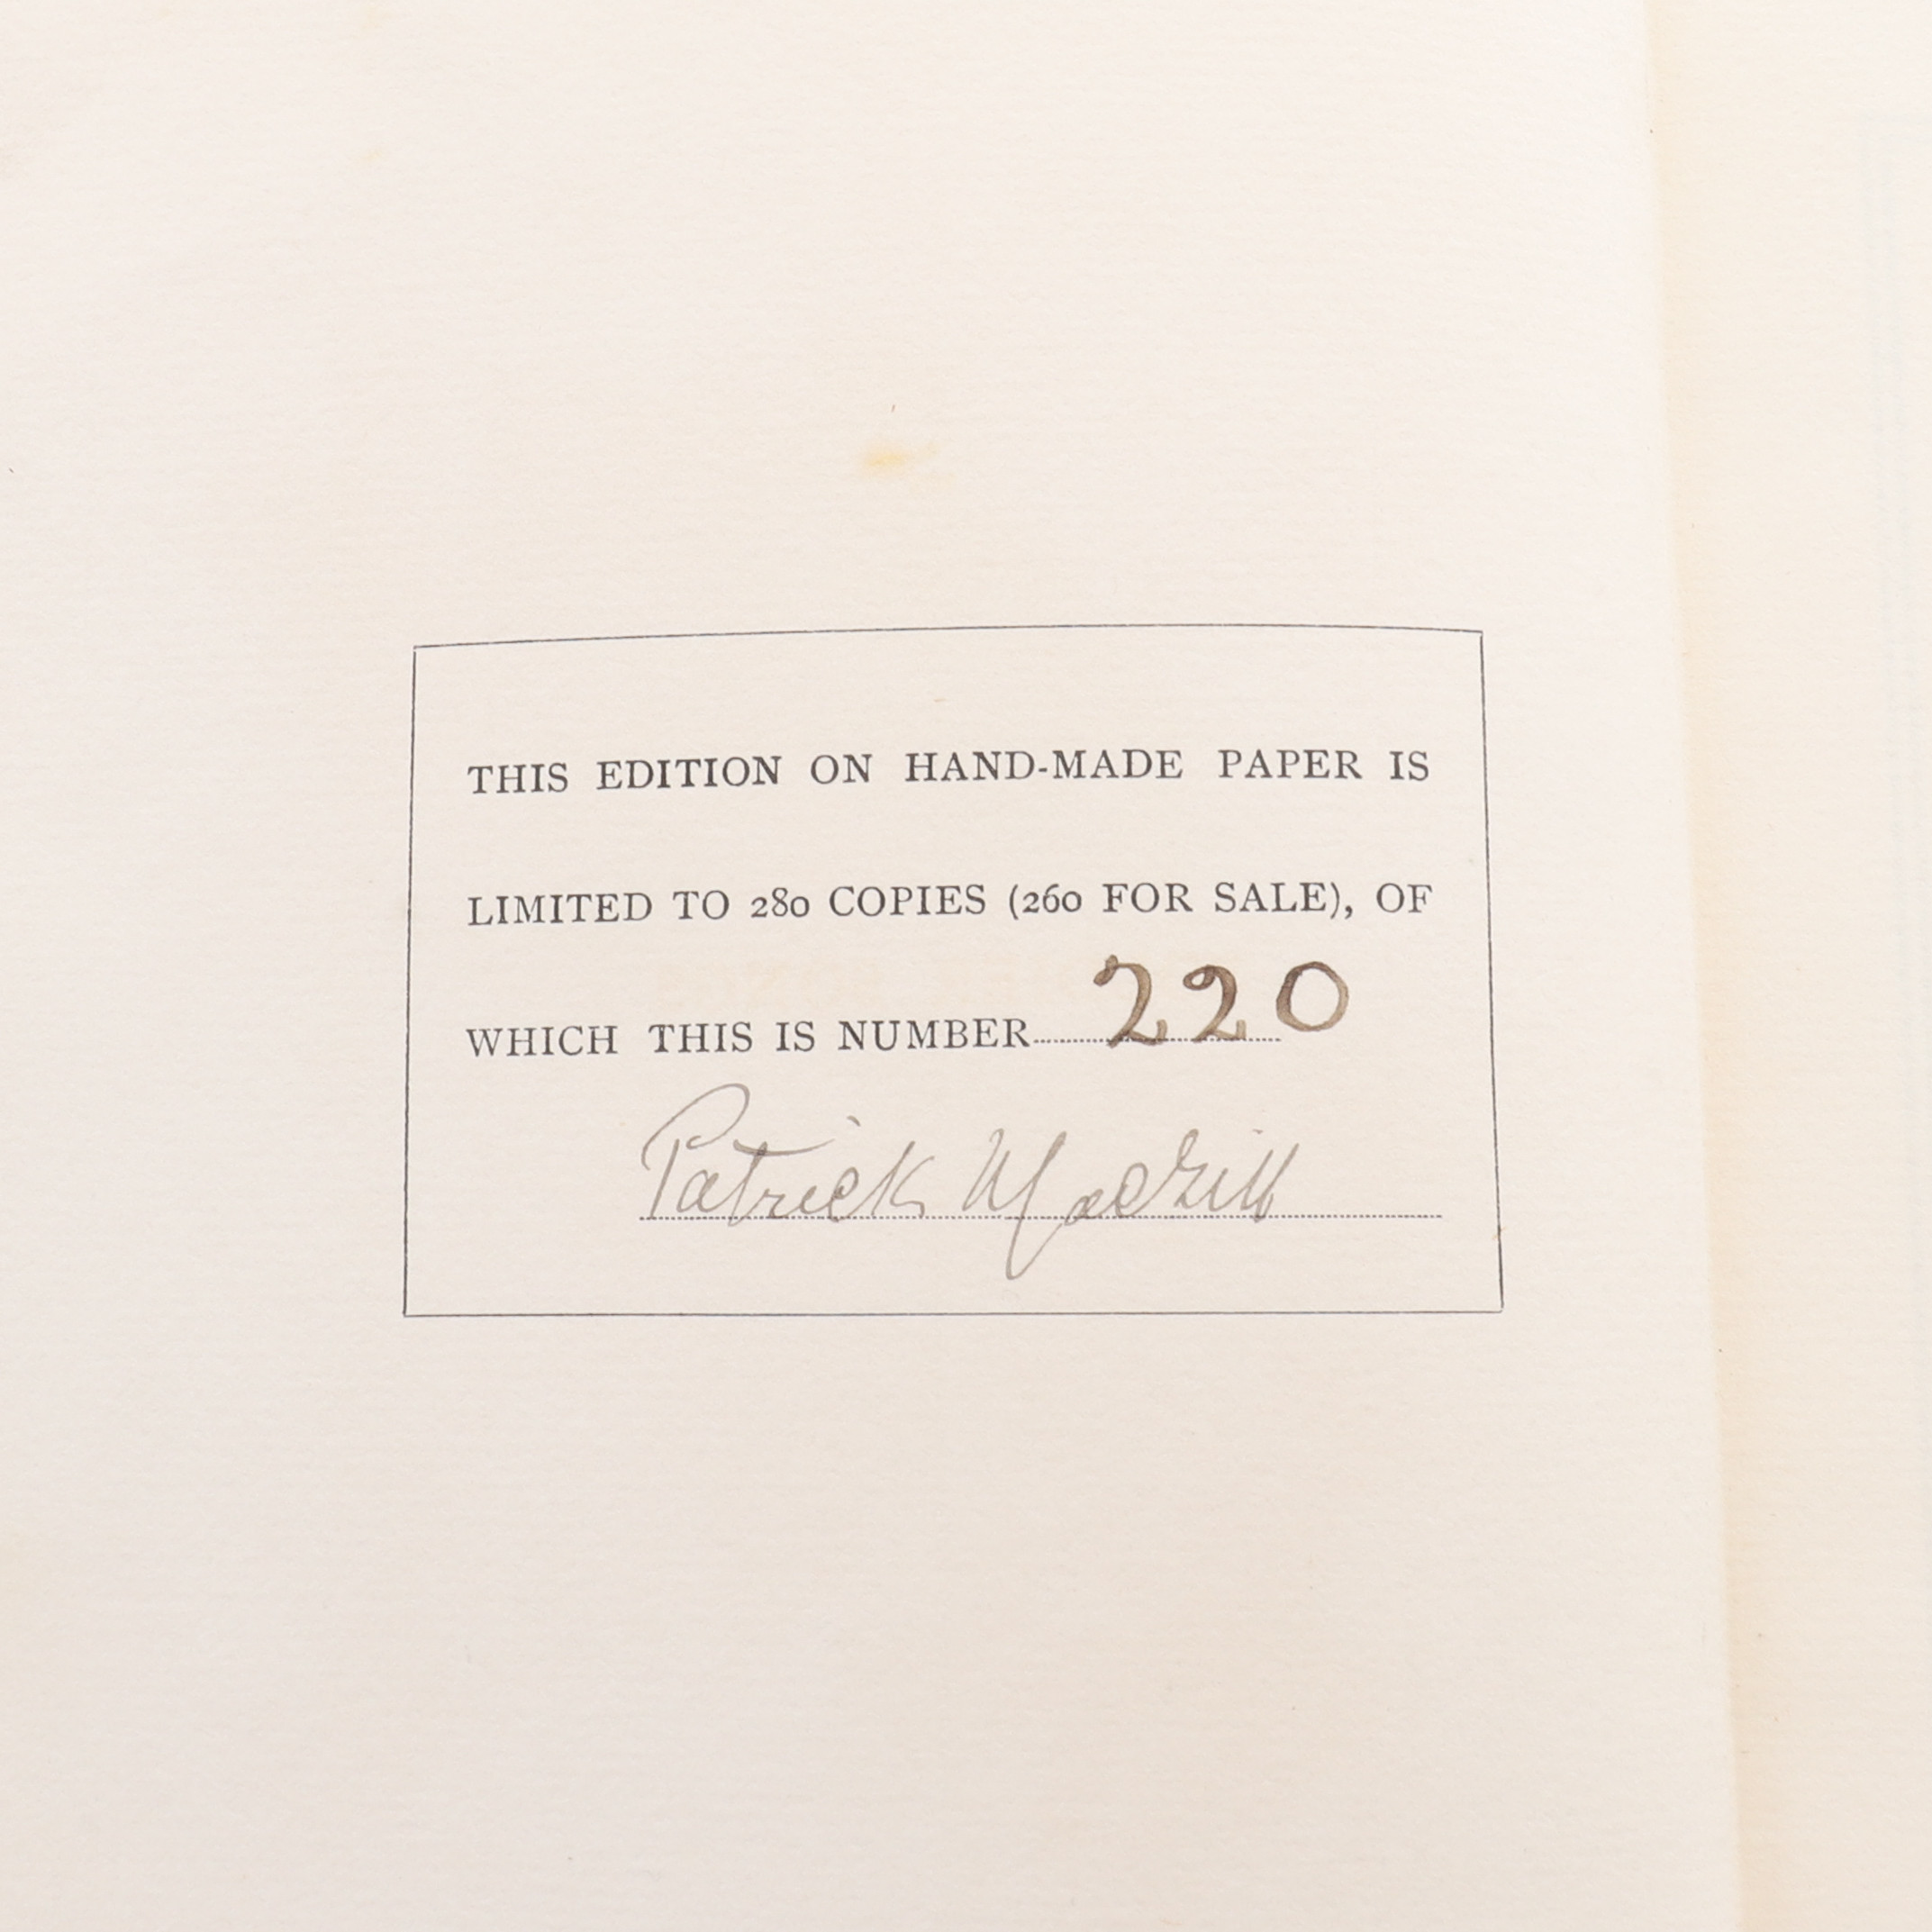 THIS EDITION ON HAND-MADE PAPER IS
LIMITED TO 280 COPIES (260 FOR SALE), OF
WHICH THIS IS NUMBER 220
Patrick MacGill